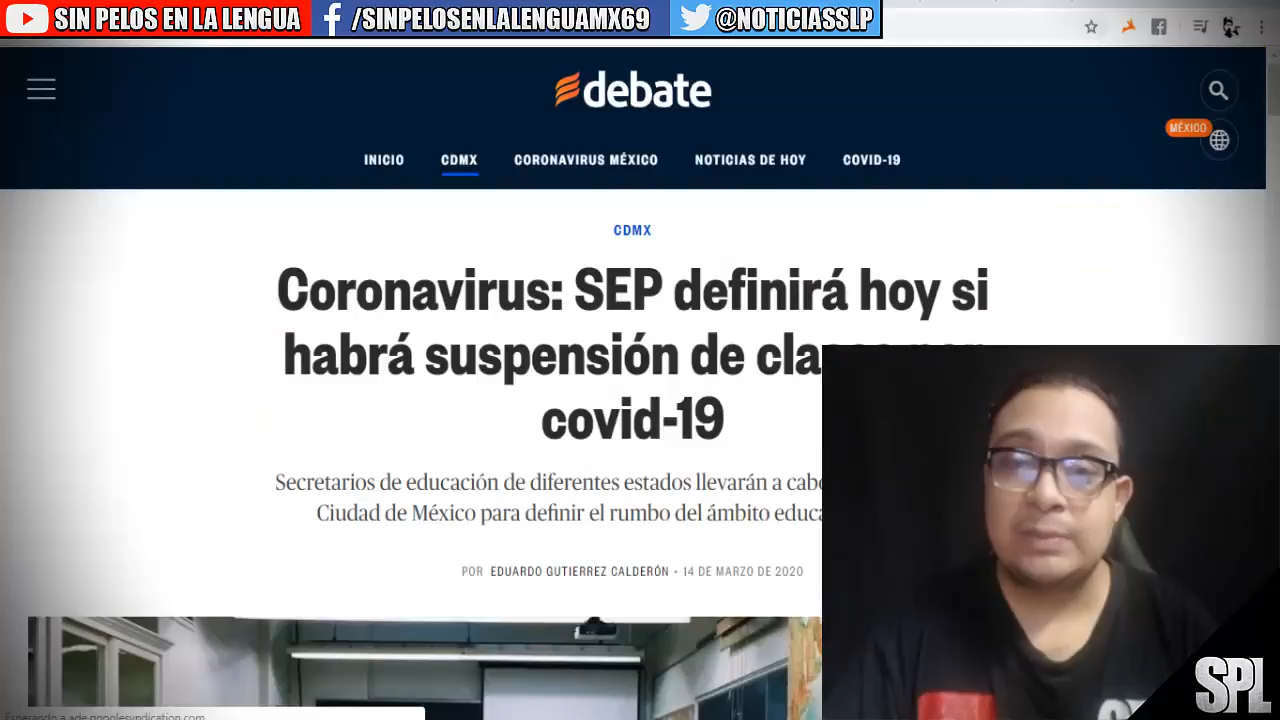 SIN PELOS EN LA LENGUA
/SINPELOSENLALENGUAMX69
@NOTICIASSLP
debate
MÉXICO
INICIO
CDMX
CORONAVIRUS MÉXICO
NOTICIAS DE HOY
COVID-19
CDMX
Coronavirus: SEP definirá hoy si
habrá suspensión de
covid-19
Secretarios de educación de diferentes estados llevarán a cabo
Ciudad de México para definir el rumbo del ámbito
POR EDUARDO GUTIERREZ CALDERÓN • 14 DE MARZO DE 2020
SPL